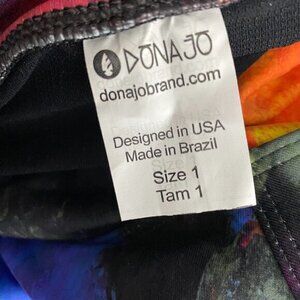 DONAJO
donajobrand.com
Designed in USA
Made in Brazil
Size 1
Tam 1